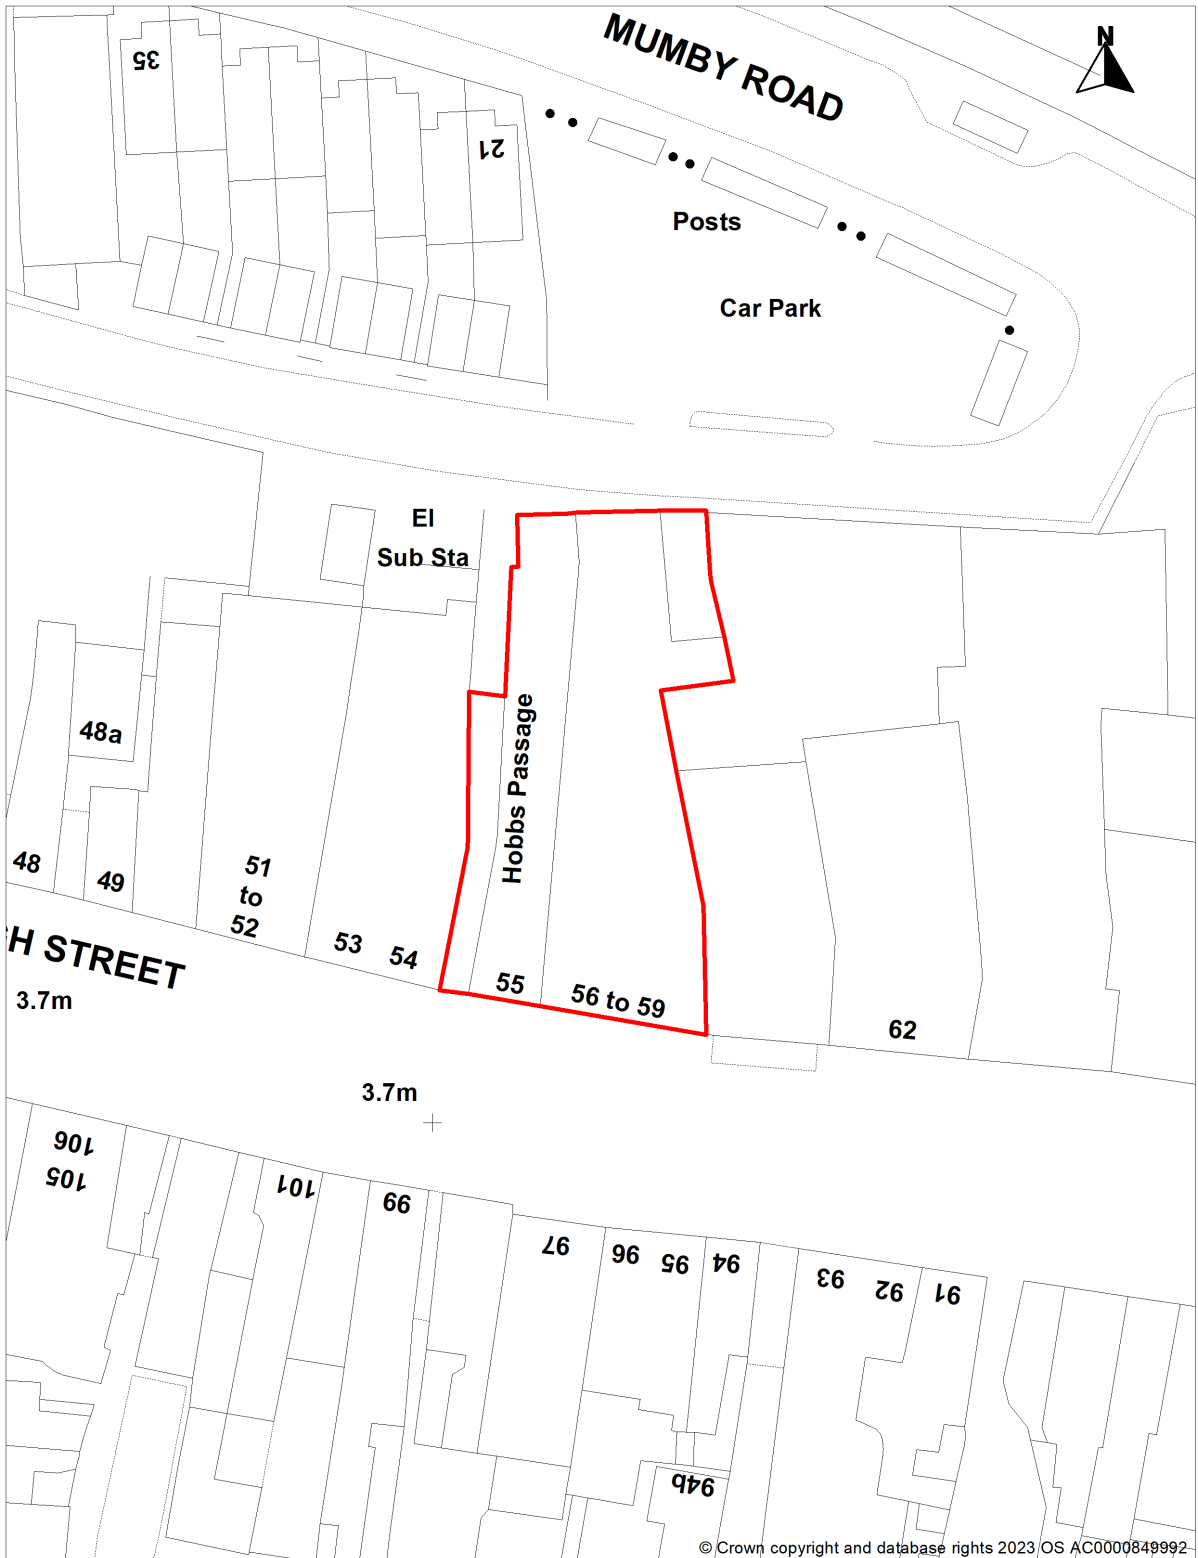 MUMBY ROAD
N
35
21
Posts
Car Park
El
Sub Sta
Hobbs Passage
48a
48
49
51
to
52
53
54
55
56 to 59
62
GH STREET
3.7m
3.7m
106
105
101
99
97
96
95
94
93
92
91
94b
© Crown copyright and database rights 2023 OS AC0000849992